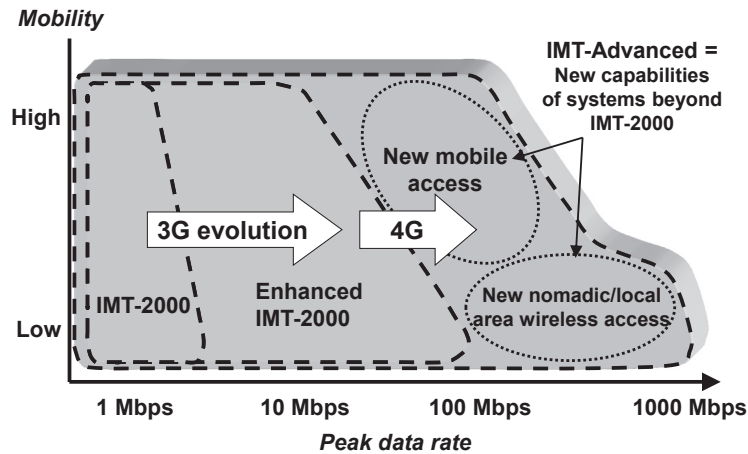 Mobility
IMT-Advanced =
New capabilities
of systems beyond
IMT-2000
High
New mobile
access
3G evolution
4G
Enhanced
IMT-2000
IMT-2000
New nomadic/local
area wireless access
Low
1 Mbps
10 Mbps
100 Mbps
1000 Mbps
Peak data rate